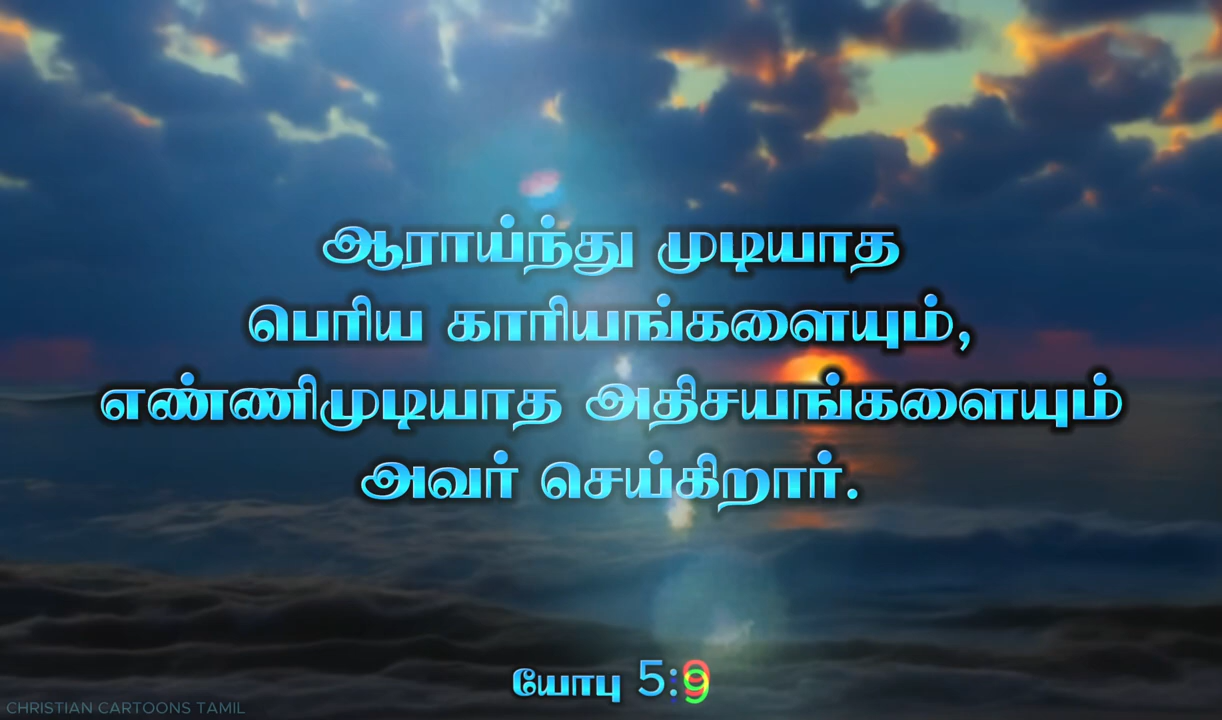 ஆராய்ந்து முடியாத
பெரிய காரியங்களையும்,
எண்ணிமுடியாத அதிசயங்களையும்
அவர் செய்கிறார்.
யோபு 5:9
CHRISTIAN CARTOONS TAMIL